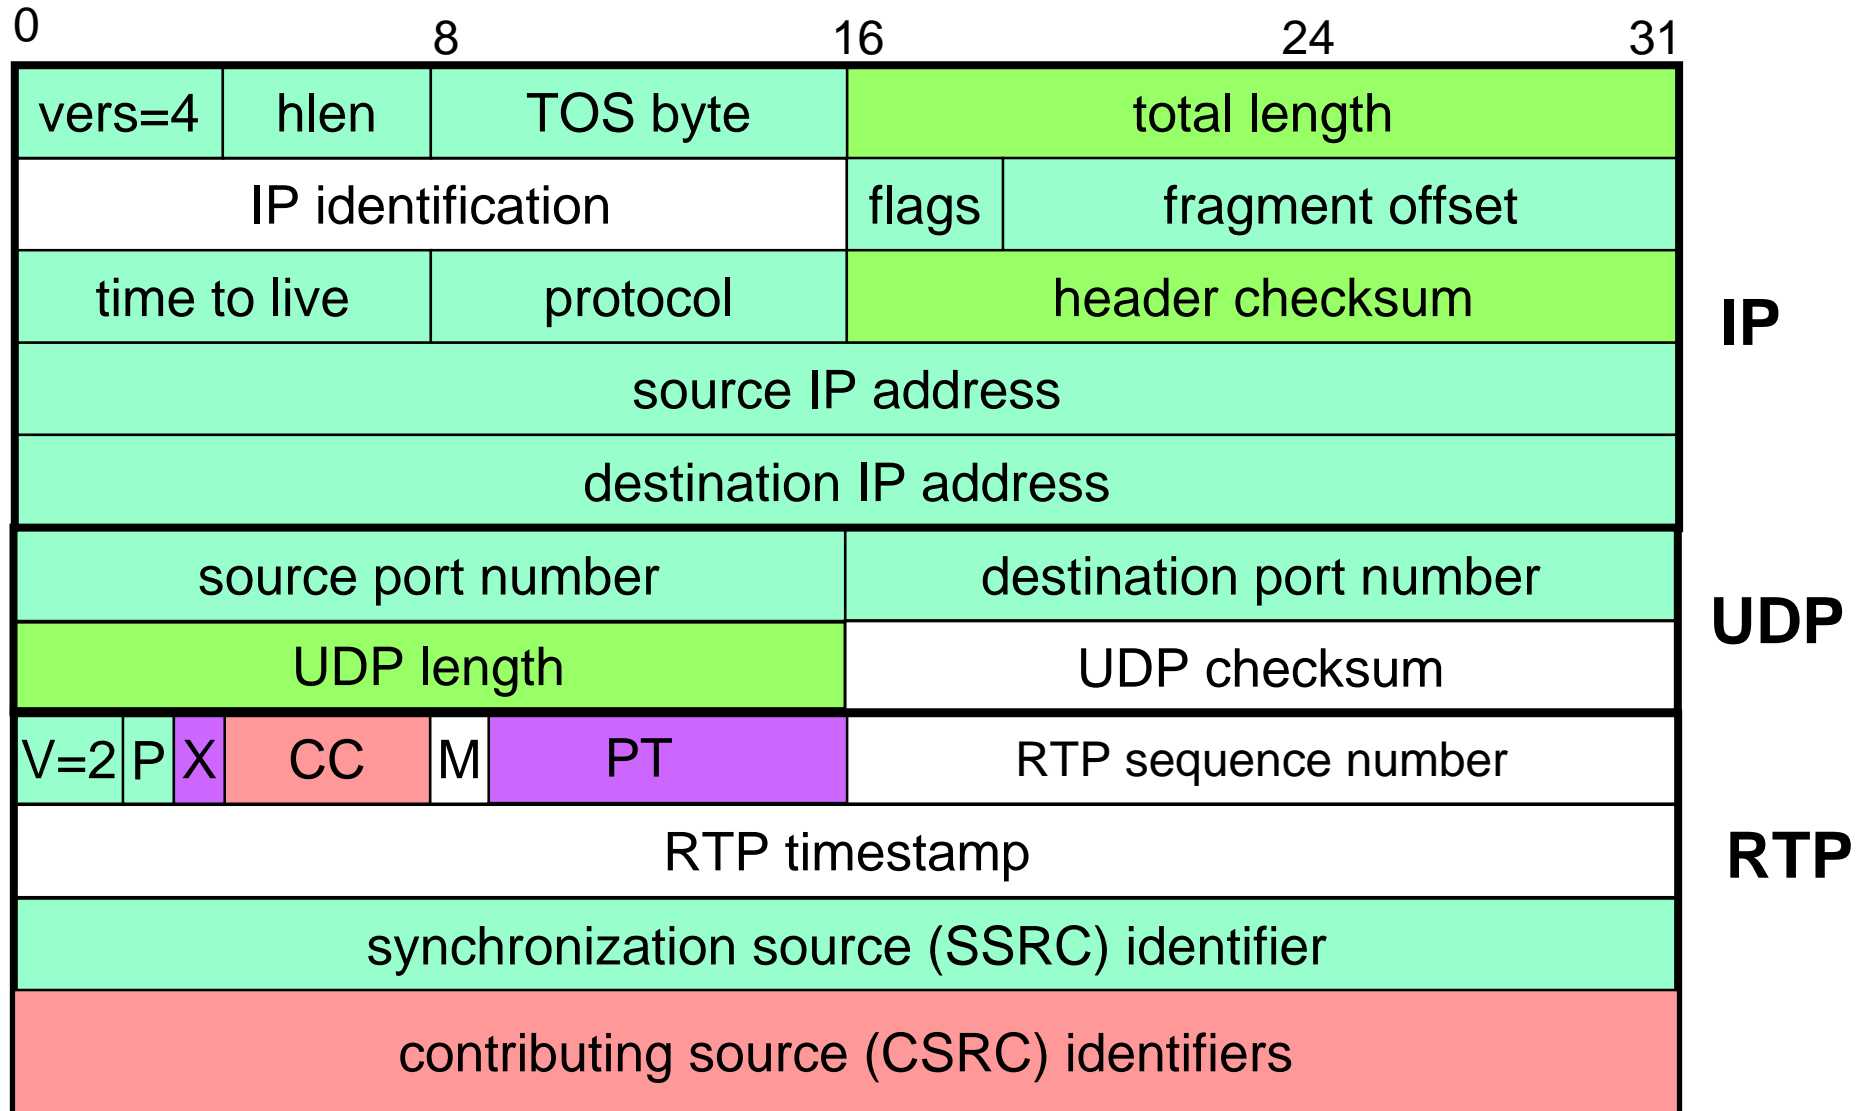 0 8 16 24 31
vers=4 hlen TOS byte total length
IP identification flags fragment offset
time to live protocol header checksum
IP
source IP address
destination IP address
source port number destination port number
UDP
UDP length UDP checksum
V=2 P X CC M PT RTP sequence number
RTP timestamp
RTP
synchronization source (SSRC) identifier
contributing source (CSRC) identifiers